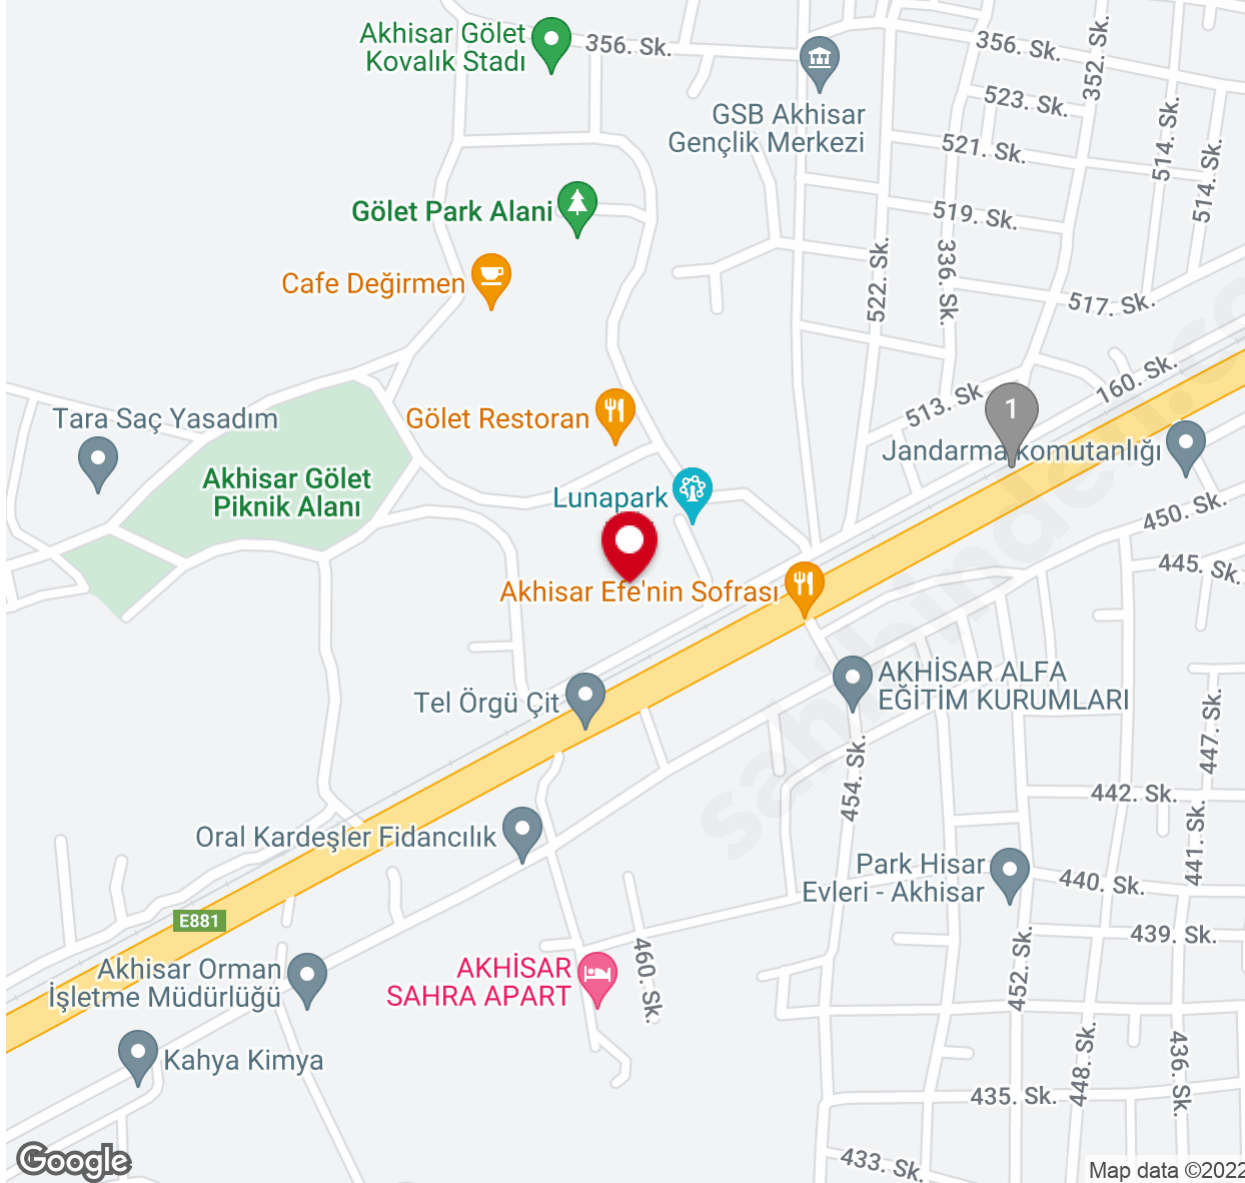 Akhisar Gölet
Kovalık Stadı
356. Sk.
356. Sk.
352. Sk.
523. Sk.
GSB Akhisar
Gençlik Merkezi
521. Sk.
514. Sk.
514. Sk.
Gölet Park Alani
519. Sk.
522. Sk.
336. Sk.
Cafe Değirmen
517. Sk.
160. Sk.
513. Sk
1
Gölet Restoran
Tara Saç Yasadım
Jandarma komutanlığı
Akhisar Gölet
Piknik Alanı
Lunapark
450. Sk.
445. Sk.
Akhisar Efe'nin Sofrası
AKHİSAR ALFA
EĞİTİM KURUMLARI
Tel Örgü Çit
447. Sk.
454. Sk.
442. Sk.
Oral Kardeşler Fidancılık
441. Sk.
Park Hisar
Evleri - Akhisar
440. Sk.
E881
439. Sk.
460. Sk.
452. Sk.
AKHİSAR
SAHRA APART
Akhisar Orman
İşletme Müdürlüğü
Kahya Kimya
448. Sk.
436. Sk.
435. Sk.
433. Sk.
Google
Map data ©2022
sahibinden.co